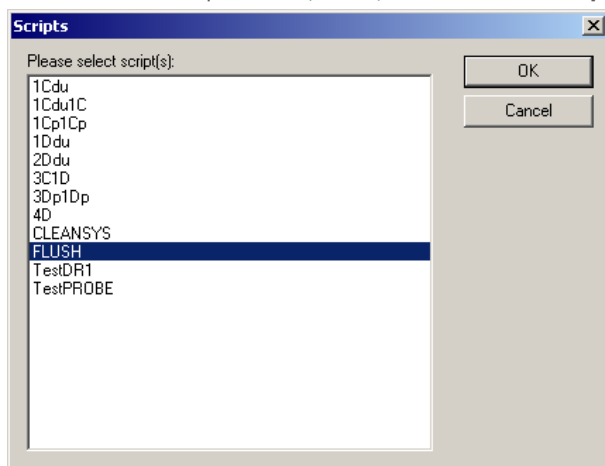 Scripts
Please select script(s):
OK
Cancel
1Cdu
1Cdu1C
1Cp1Cp
1Ddu
2Ddu
3C1D
3Dp1Dp
4D
CLEANSYS
FLUSH
TestDR1
TestPROBE